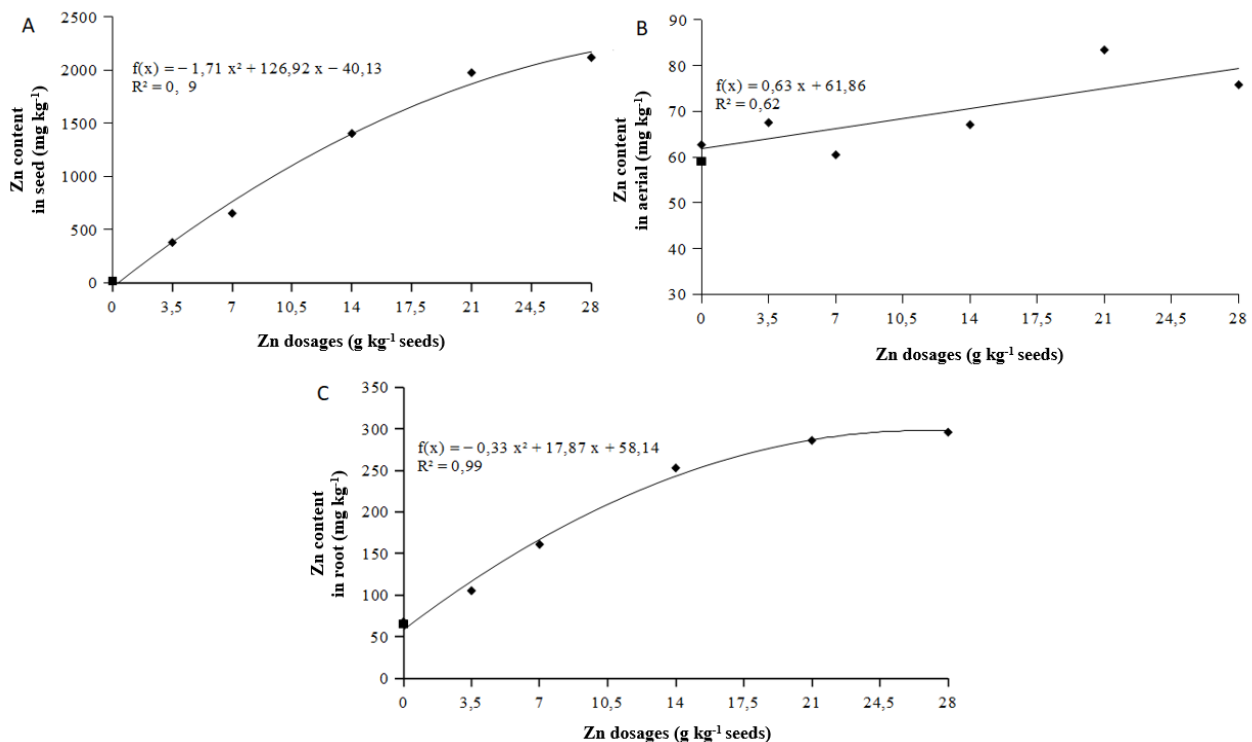 A
Zn content
in seed (mg kg⁻¹)
2500
2000
1500
1000
500
0
f(x) = − 1,71 x² + 126,92 x − 40,13
R² = 0, 9
0 3,5 7 10,5 14 17,5 21 24,5 28
Zn dosages (g kg⁻¹ seeds)
B
Zn content
in aerial (mg kg⁻¹)
90
80
70
60
50
40
30
f(x) = 0,63 x + 61,86
R² = 0,62
0 3,5 7 10,5 14 17,5 21 24,5 28
Zn dosages (g kg⁻¹ seeds)
C
Zn content
in root (mg kg⁻¹)
350
300
250
200
150
100
50
0
f(x) = − 0,33 x² + 17,87 x + 58,14
R² = 0,99
0 3,5 7 10,5 14 17,5 21 24,5 28
Zn dosages (g kg⁻¹ seeds)